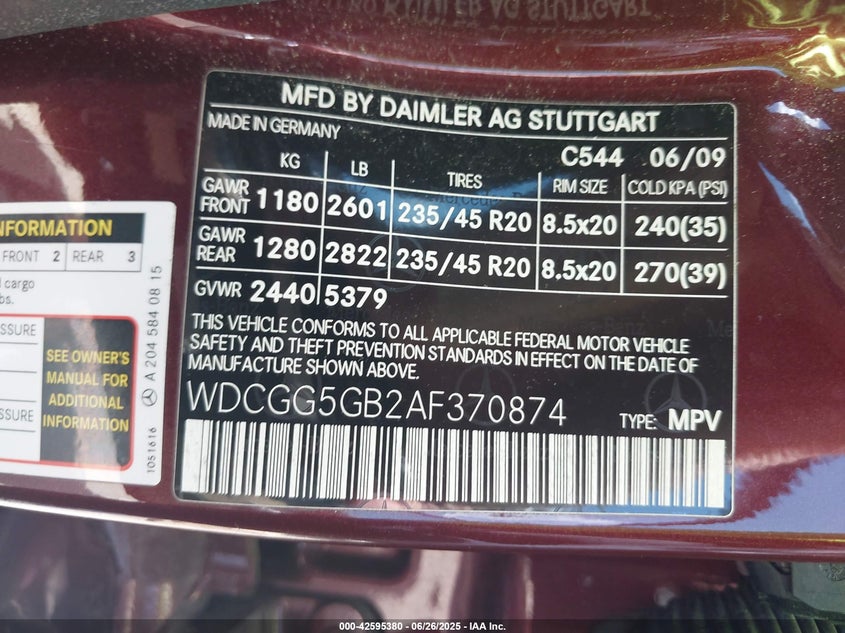 MFD BY DAIMLER AG STUTTGART
MADE IN GERMANY
C544 06/09
KG LB TIRES RIM SIZE COLD KPA (PSI)
GAWR FRONT 1180 2601 235/45 R20 8.5x20 240(35)
GAWR REAR 1280 2822 235/45 R20 8.5x20 270(39)
GVWR 2440 5379
THIS VEHICLE CONFORMS TO ALL APPLICABLE FEDERAL MOTOR VEHICLE
SAFETY AND THEFT PREVENTION STANDARDS IN EFFECT ON THE DATE OF
MANUFACTURE SHOWN ABOVE.
WDCGG5GB2AF370874 TYPE: MPV
FRONT 2 REAR 3
cargo
SEE OWNER'S
MANUAL FOR
ADDITIONAL
INFORMATION
A 204 584 08 15
1051616
000-42595380 | 06/26/2025 | IAA Inc.